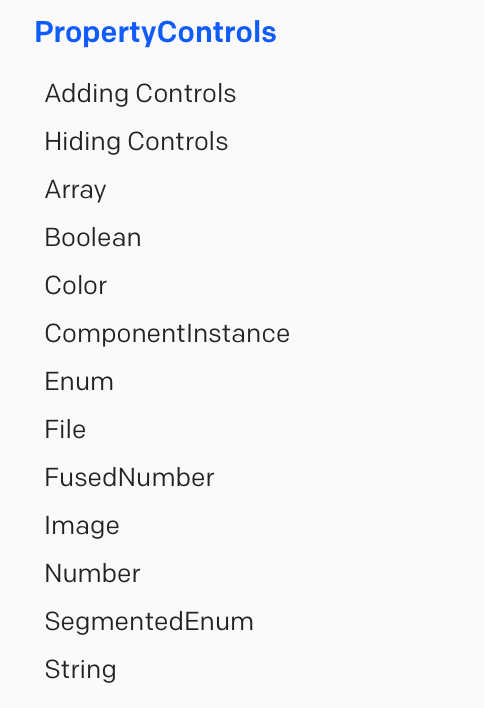 PropertyControls
Adding Controls
Hiding Controls
Array
Boolean
Color
ComponentInstance
Enum
File
FusedNumber
Image
Number
SegmentedEnum
String